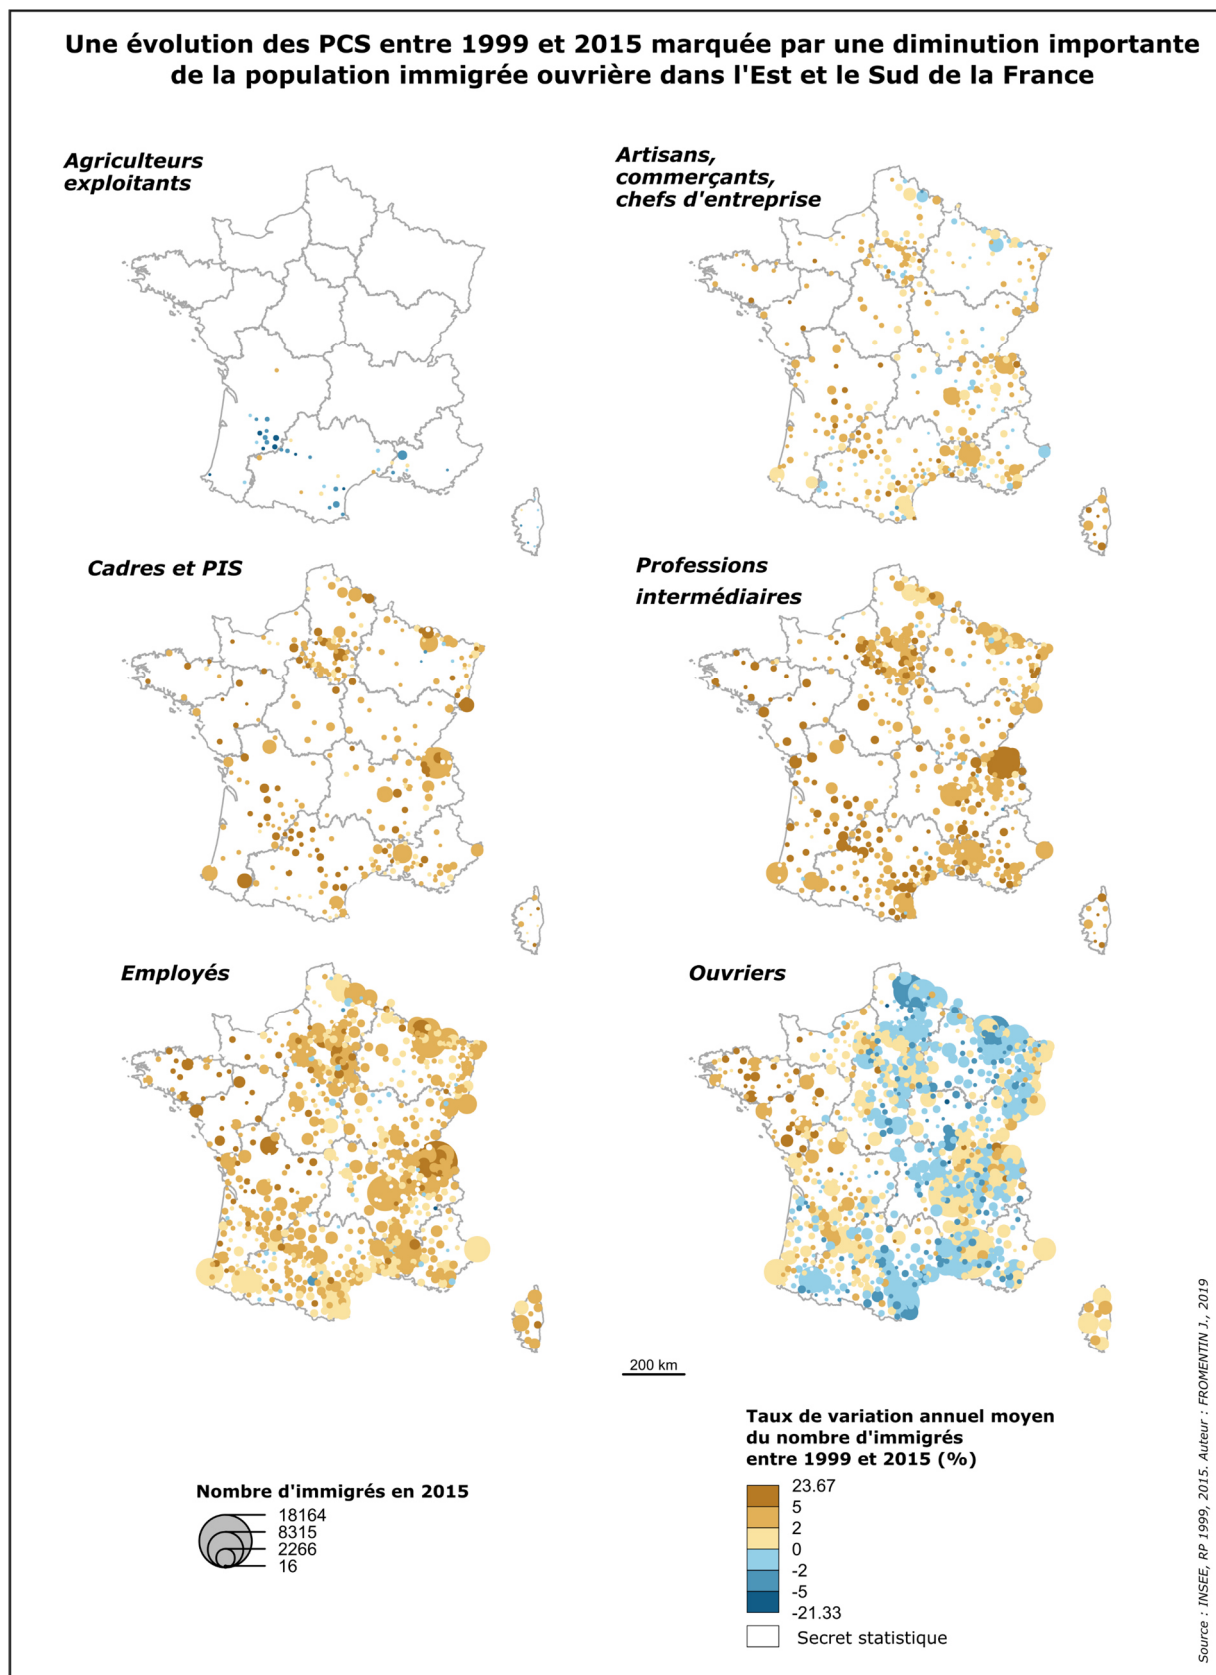 Une évolution des PCS entre 1999 et 2015 marquée par une diminution importante
de la population immigrée ouvrière dans l'Est et le Sud de la France
Agriculteurs
exploitants
Artisans,
commerçants,
chefs d'entreprise
Cadres et PIS
Professions
intermédiaires
Employés
Ouvriers
200 km
Nombre d'immigrés en 2015
18164
8315
2266
16
Taux de variation annuel moyen
du nombre d'immigrés
entre 1999 et 2015 (%)
23.67
5
2
0
-2
-5
-21.33
Secret statistique
Source : INSEE, RP 1999, 2015. Auteur : FROMENTIN J., 2019